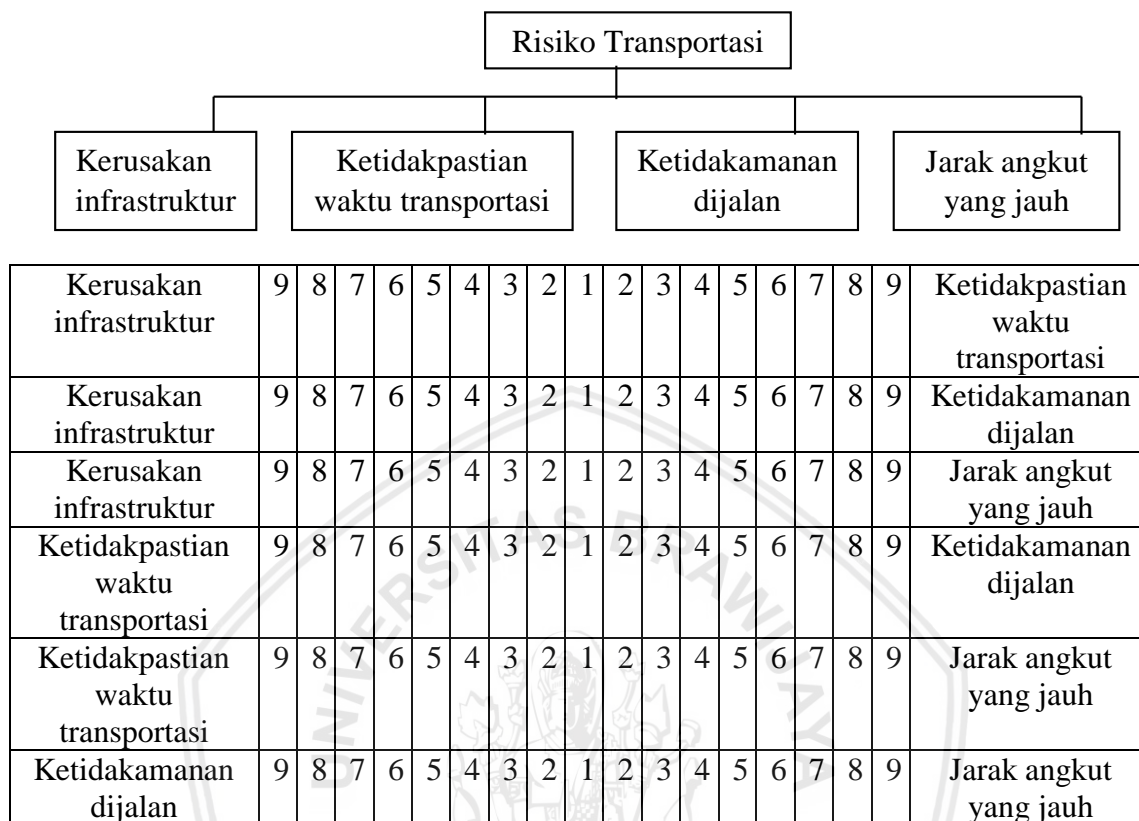 Risiko Transportasi
Kerusakan
infrastruktur
Ketidakpastian
waktu transportasi
Ketidakamanan
dijalan
Jarak angkut
yang jauh
Kerusakan 9 8 7 6 5 4 3 2 1 2 3 4 5 6 7 8 9 Ketidakpastian
infrastruktur waktu
transportasi
Kerusakan 9 8 7 6 5 4 3 2 1 2 3 4 5 6 7 8 9 Ketidakamanan
infrastruktur dijalan
Kerusakan 9 8 7 6 5 4 3 2 1 2 3 4 5 6 7 8 9 Jarak angkut
infrastruktur yang jauh
Ketidakpastian 9 8 7 6 5 4 3 2 1 2 3 4 5 6 7 8 9 Ketidakamanan
waktu dijalan
transportasi
Ketidakpastian 9 8 7 6 5 4 3 2 1 2 3 4 5 6 7 8 9 Jarak angkut
waktu yang jauh
transportasi
Ketidakamanan 9 8 7 6 5 4 3 2 1 2 3 4 5 6 7 8 9 Jarak angkut
dijalan yang jauh
UNIVERSITAS BRAWIJAYA